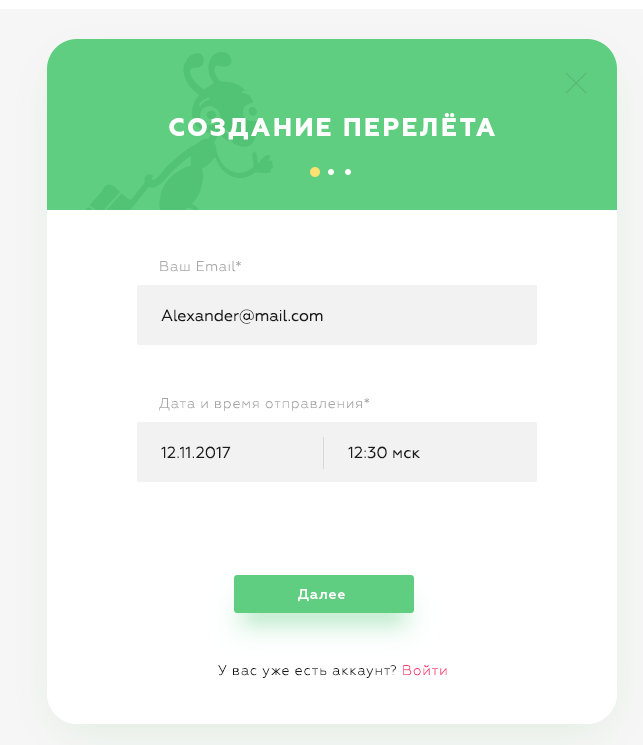 СОЗДАНИЕ ПЕРЕЛЁТА
Ваш Email*
Alexander@mail.com
Дата и время отправления*
12.11.2017 12:30 мск
Далее
У вас уже есть аккаунт? Войти